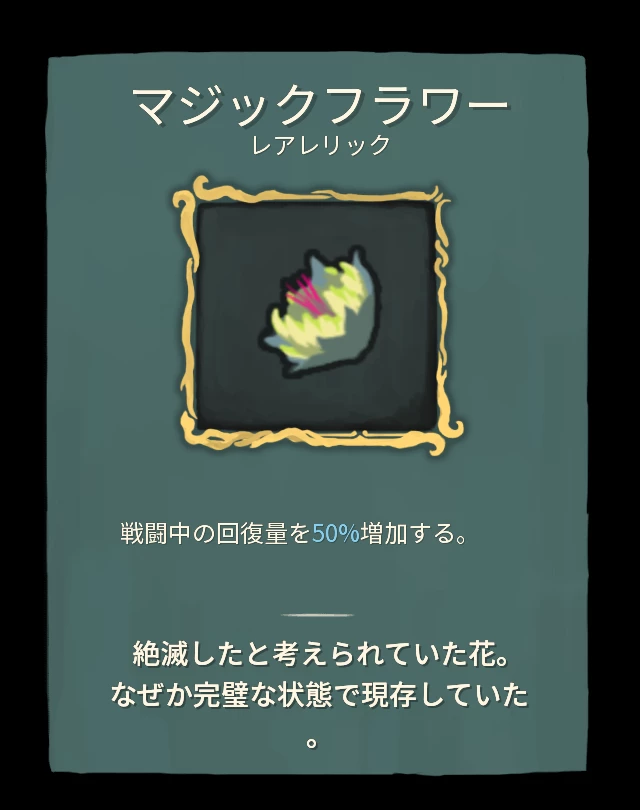 マジックフラワー
レアレリック
戦闘中の回復量を50%増加する。
絶滅したと考えられていた花。
なぜか完璧な状態で現存していた
。